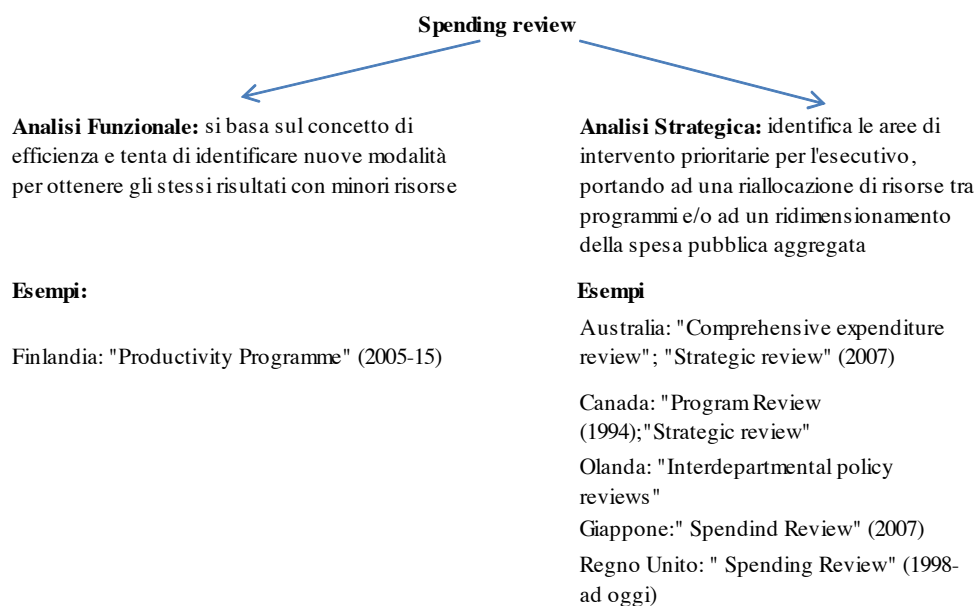 Spending review
Analisi Funzionale: si basa sul concetto di
efficienza e tenta di identificare nuove modalità
per ottenere gli stessi risultati con minori risorse
Analisi Strategica: identifica le aree di
intervento prioritarie per l'esecutivo,
portando ad una riallocazione di risorse tra
programmi e/o ad un ridimensionamento
della spesa pubblica aggregata
Esempi:
Finlandia: "Productivity Programme" (2005-15)
Esempi
Australia: "Comprehensive expenditure
review"; "Strategic review" (2007)
Canada: "Program Review
(1994);"Strategic review"
Olanda: "Interdepartmental policy
reviews"
Giappone:" Spendind Review" (2007)
Regno Unito: " Spending Review" (1998-
ad oggi)